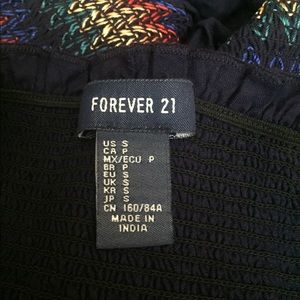 FOREVER 21
US S
CA P
MX/ECU P
BR P
EU S
UK S
KR S
JP S
CN 160/84A
MADE IN
INDIA